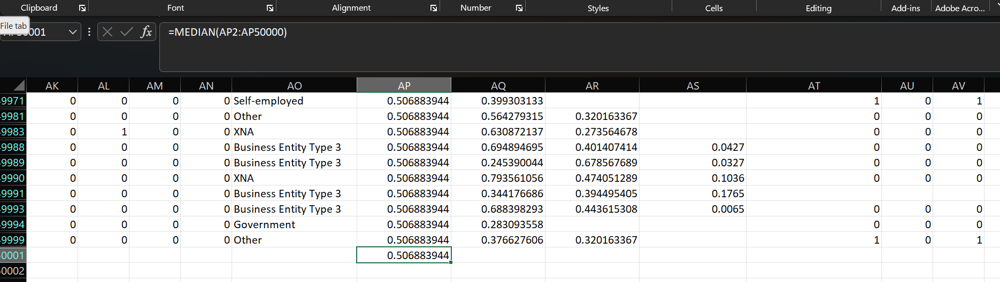 Clipboard Font Alignment Number Styles Cells Editing Add-ins Adobe Acro...
File tab
=MEDIAN(AP2:AP50000)
AK AL AM AN AO AP AQ AR AS AT AU AV
9971 0 0 0 0 Self-employed 0.506883944 0.399303133 1 0 1
9981 0 0 0 0 Other 0.506883944 0.564279315 0.320163367 0 0 0
9983 0 1 0 0 XNA 0.506883944 0.630872137 0.273564678 0 0 0
9988 0 0 0 0 Business Entity Type 3 0.506883944 0.694894695 0.401407414 0.0427 0 0 0
9989 0 0 0 0 Business Entity Type 3 0.506883944 0.245390044 0.678567689 0.0327 0 0 0
9990 0 0 0 0 XNA 0.506883944 0.793561056 0.474051289 0.1036 0 0 0
9991 0 0 0 0 Business Entity Type 3 0.506883944 0.344176686 0.394495405 0.1765
9993 0 0 0 0 Business Entity Type 3 0.506883944 0.688398293 0.443615308 0.0065 0 0 0
9994 0 0 0 0 Government 0.506883944 0.283093558 0 0 0
9999 0 0 0 0 Other 0.506883944 0.376627606 0.320163367 1 0 1
0001 0.506883944
0002